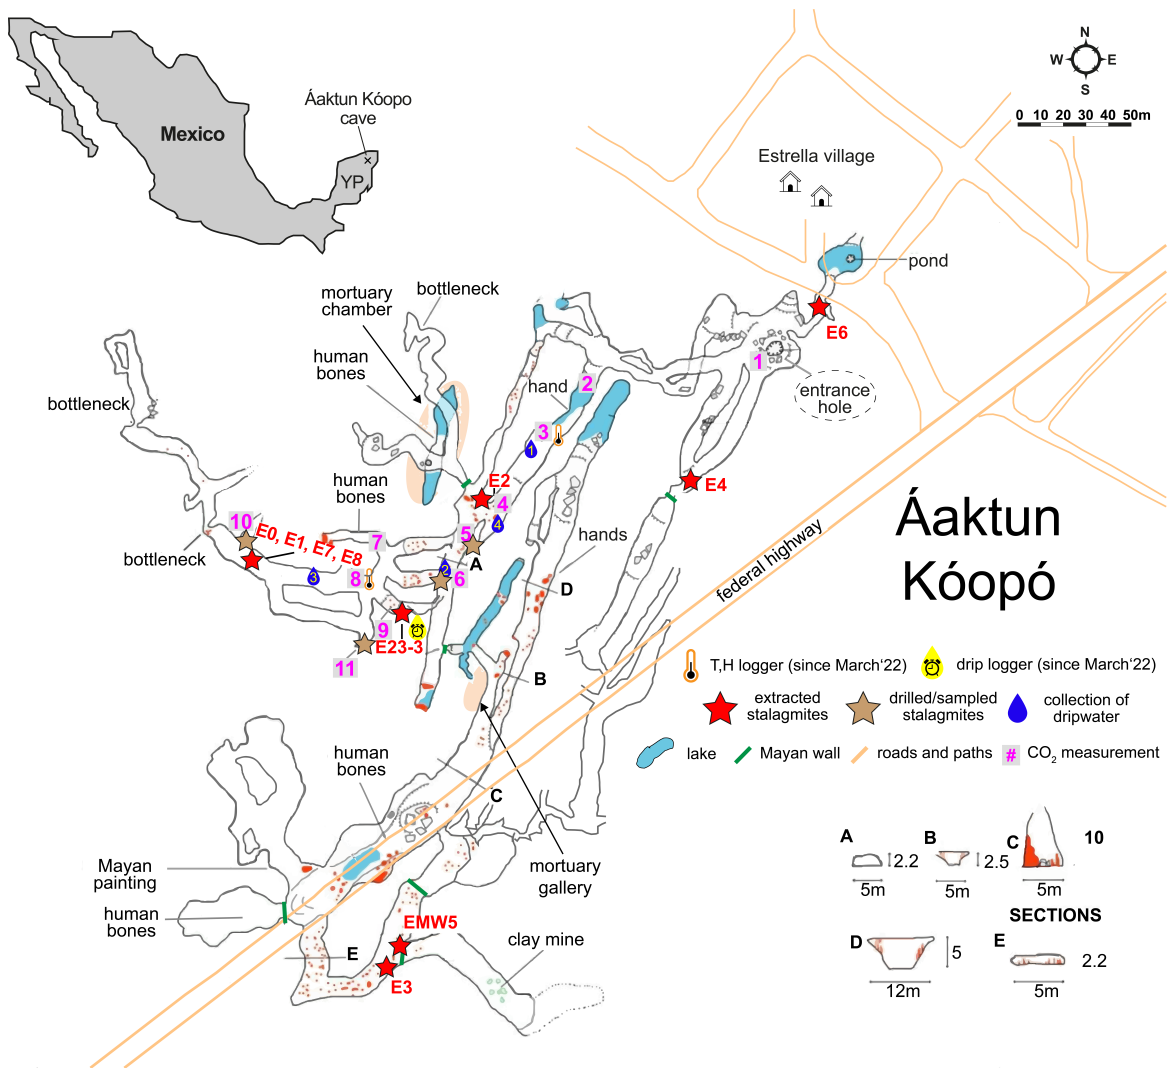 Áaktun Kóopo
cave
Mexico
YP
N
W
E
S
0 10 20 30 40 50m
Estrella village
pond
E6
1
entrance
hole
mortuary
chamber
bottleneck
human
bones
hand
2
3
1
bottleneck
E2
4
4
E4
human
bones
hands
10
E0, E1, E7, E8
7
5
A
bottleneck
3
8
2
6
D
9
E23-3
11
B
federal highway
Áaktun
Kóopó
T,H logger (since March‘22)
drip logger (since March‘22)
extracted
stalagmites
drilled/sampled
stalagmites
collection of
dripwater
lake
Mayan wall
roads and paths
#
CO₂ measurement
human
bones
C
mortuary
gallery
Mayan
painting
human
bones
EMW5
E
E3
clay mine
A
2.2
5m
B
2.5
5m
C
10
5m
SECTIONS
D
5
12m
E
2.2
5m